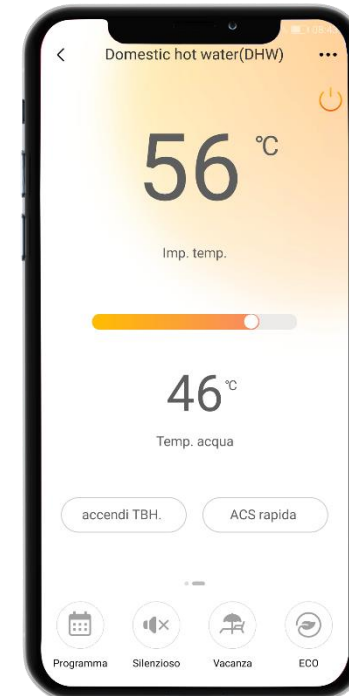 Domestic hot water(DHW)
56 °C
Imp. temp.
46 °C
Temp. acqua
accendi TBH.
ACS rapida
Programma
Silenzioso
Vacanza
ECO